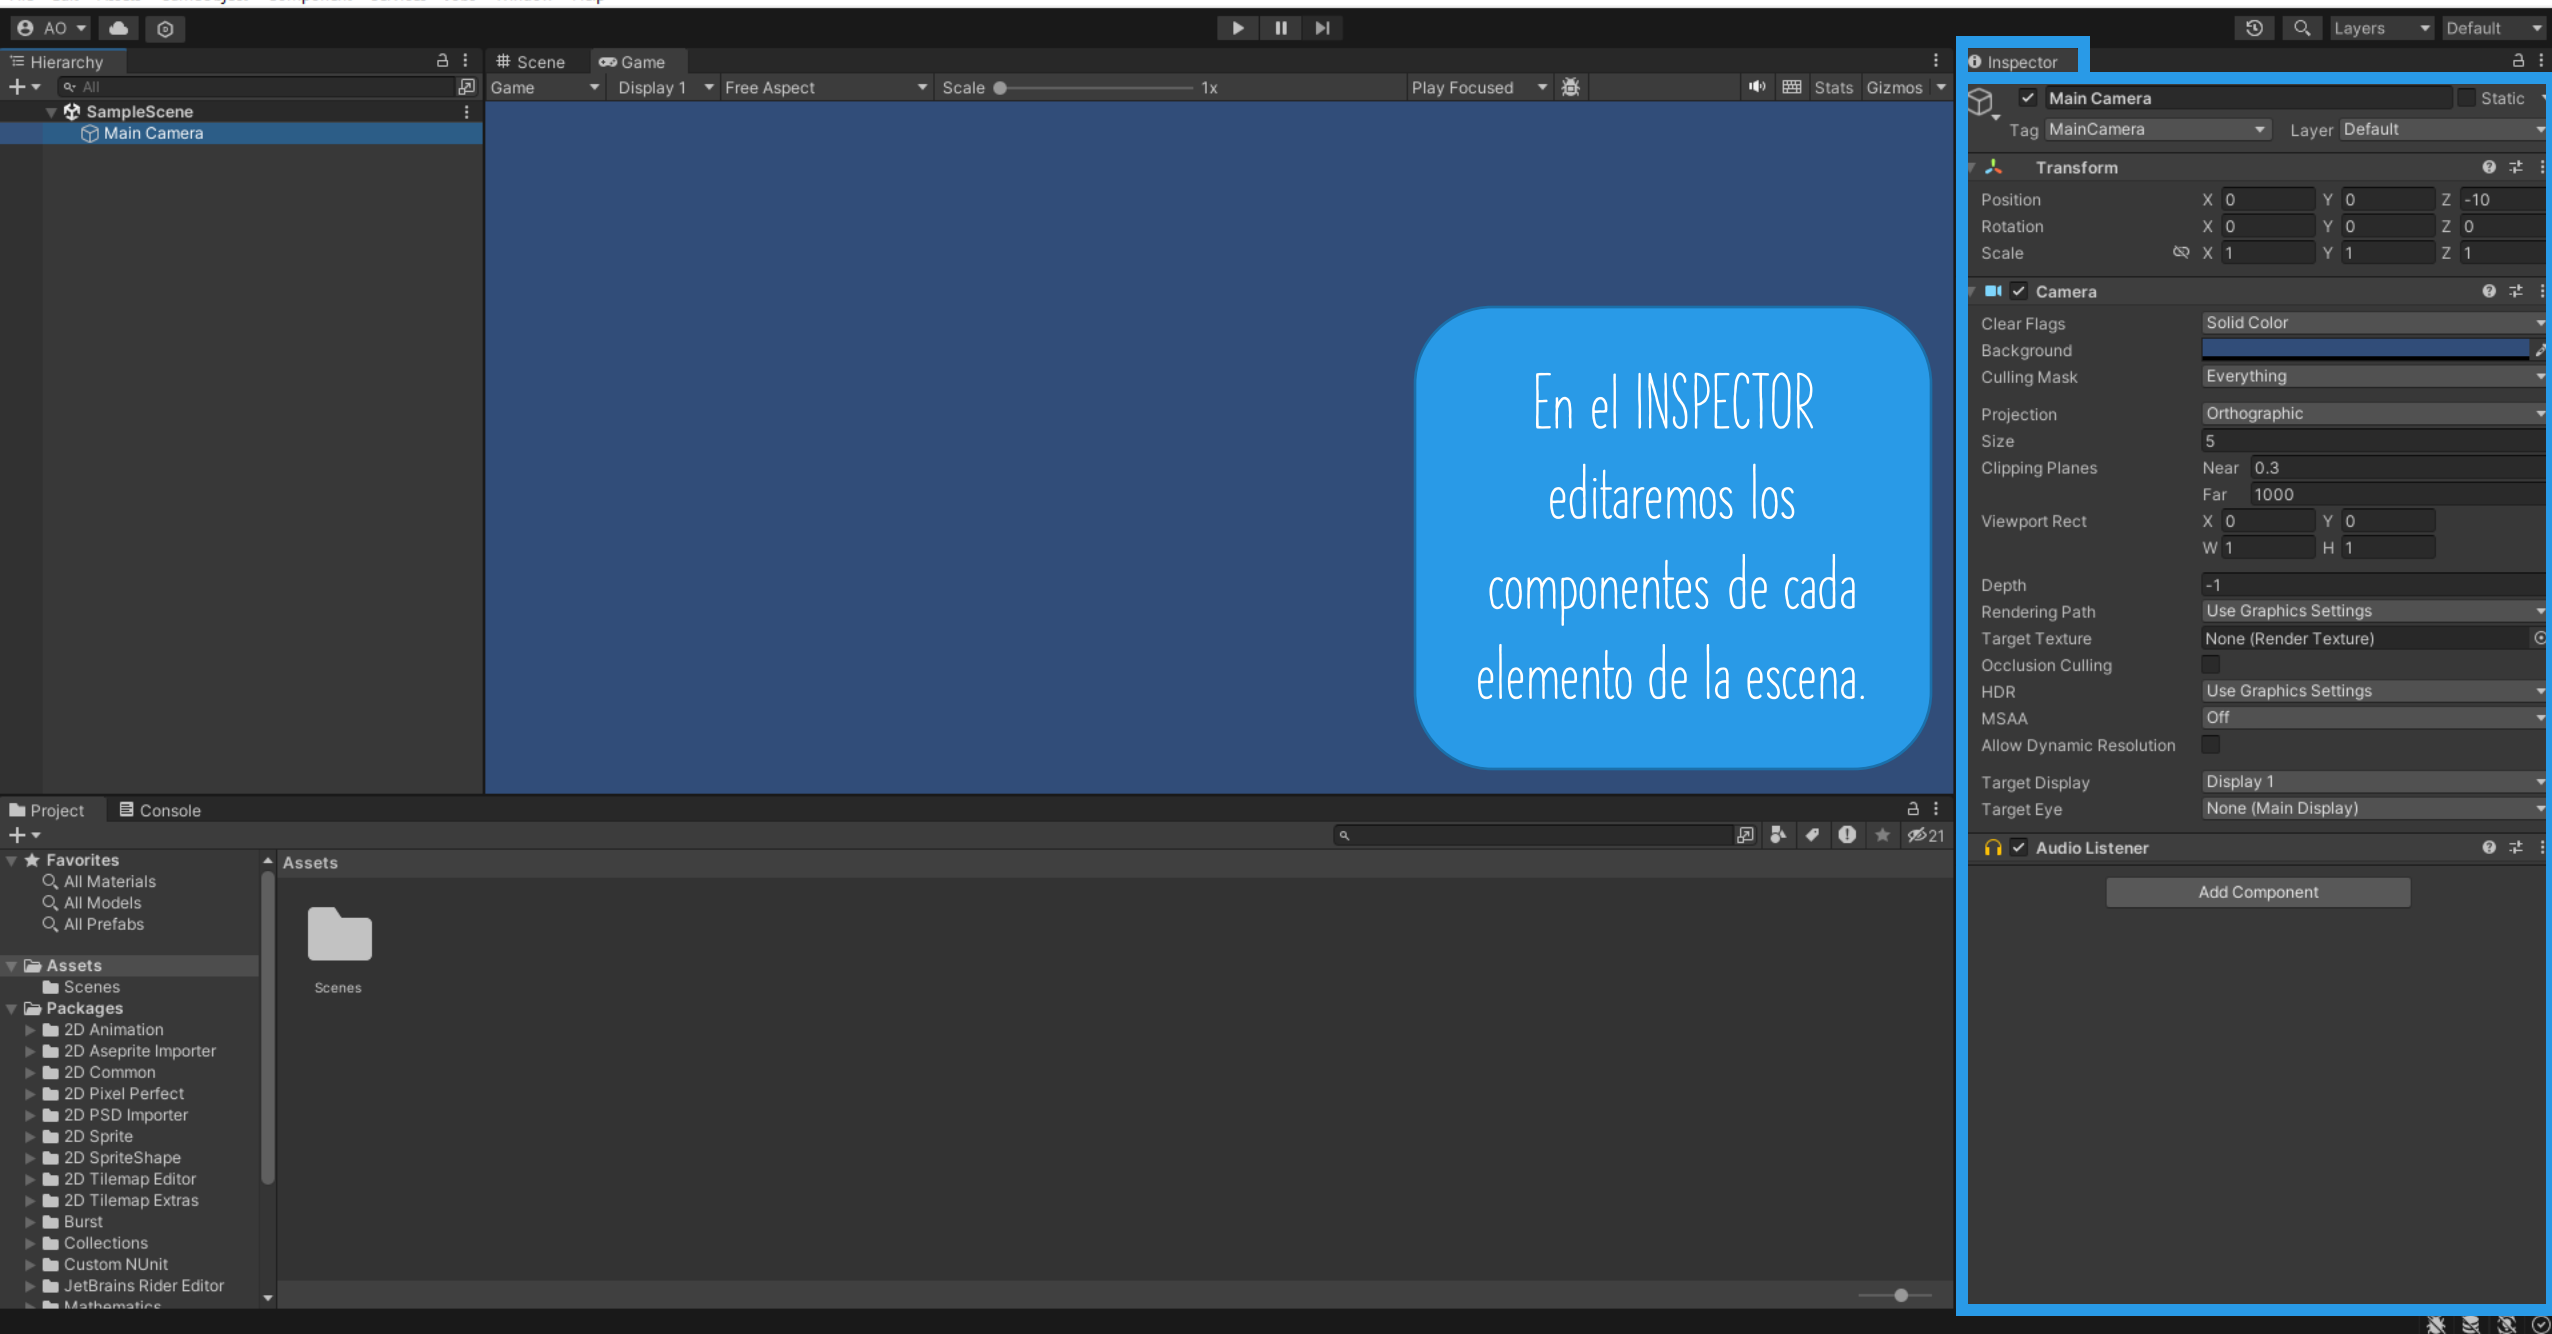 AO
Layers
Default
Hierarchy
All
SampleScene
Main Camera
Scene
Game
Game
Display 1
Free Aspect
Scale
1x
Play Focused
Stats
Gizmos
En el INSPECTOR
editaremos los
componentes de cada
elemento de la escena.
Inspector
Main Camera
Static
Tag MainCamera Layer Default
Transform
Position X 0 Y 0 Z -10
Rotation X 0 Y 0 Z 0
Scale X 1 Y 1 Z 1
Camera
Clear Flags Solid Color
Background
Culling Mask Everything
Projection Orthographic
Size 5
Clipping Planes Near 0.3
Far 1000
Viewport Rect X 0 Y 0
W 1 H 1
Depth -1
Rendering Path Use Graphics Settings
Target Texture None (Render Texture)
Occlusion Culling
HDR Use Graphics Settings
MSAA Off
Allow Dynamic Resolution
Target Display Display 1
Target Eye None (Main Display)
Audio Listener
Add Component
Project
Console
21
Favorites
All Materials
All Models
All Prefabs
Assets
Scenes
Packages
2D Animation
2D Aseprite Importer
2D Common
2D Pixel Perfect
2D PSD Importer
2D Sprite
2D SpriteShape
2D Tilemap Editor
2D Tilemap Extras
Burst
Collections
Custom NUnit
JetBrains Rider Editor
Mathematics
Assets
Scenes